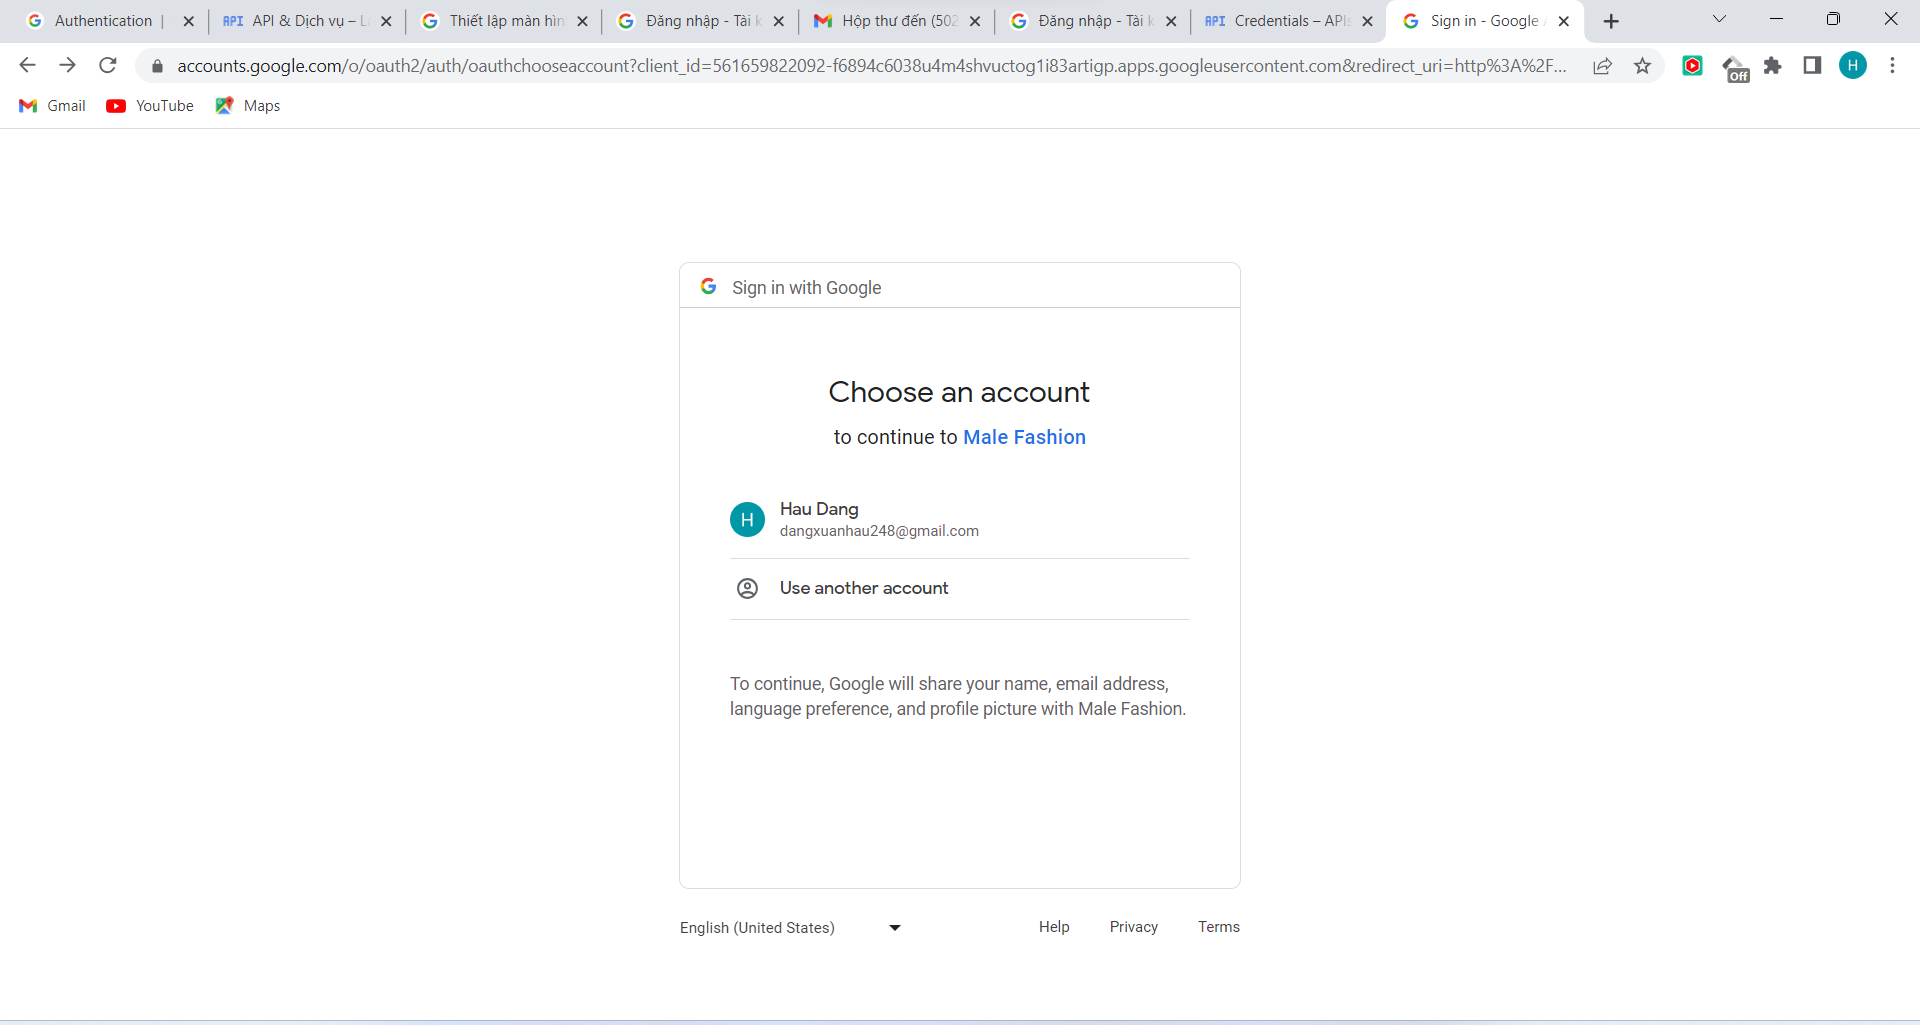 Authentication |
API API & Dịch vụ – L
Thiết lập màn hìn
Đăng nhập - Tài k
Hộp thư đến (502
Đăng nhập - Tài k
API Credentials – APIs
Sign in - Google A
accounts.google.com/o/oauth2/auth/oauthchooseaccount?client_id=561659822092-f6894c6038u4m4shvuctog1i83artigp.apps.googleusercontent.com&redirect_uri=http%3A%2F...
Off
H
Gmail
YouTube
Maps
Sign in with Google
Choose an account
to continue to Male Fashion
H
Hau Dang
dangxuanhau248@gmail.com
Use another account
To continue, Google will share your name, email address,
language preference, and profile picture with Male Fashion.
English (United States)
Help
Privacy
Terms